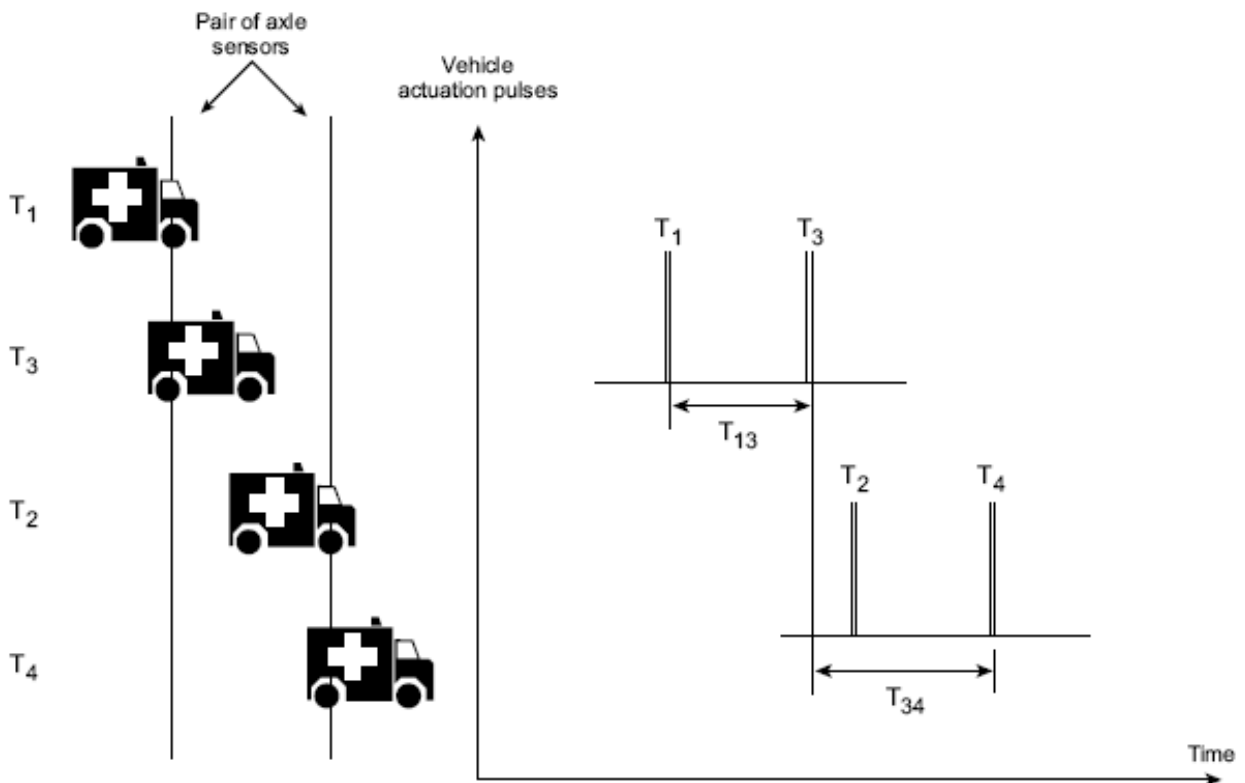 Pair of axle
sensors
Vehicle
actuation pulses
T1
T3
T2
T4
T1
T3
T13
T2
T4
T34
Time